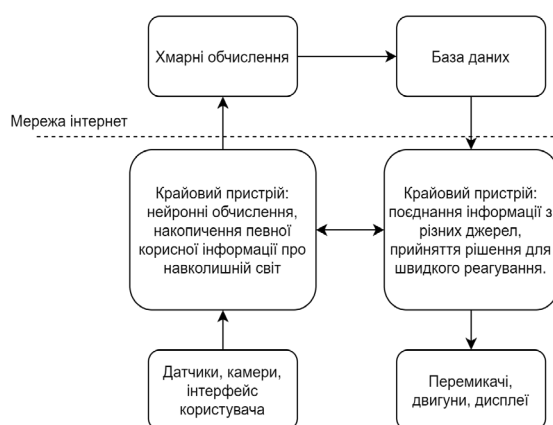 Хмарні обчислення
База даних
Мережа інтернет
Крайовий пристрій:
нейронні обчислення,
накопичення певної
корисної інформації про
навколишній світ
Крайовий пристрій:
поєднання інформації з
різних джерел,
прийняття рішення для
швидкого реагування.
Датчики, камери,
інтерфейс
користувача
Перемикачі,
двигуни, дисплеї